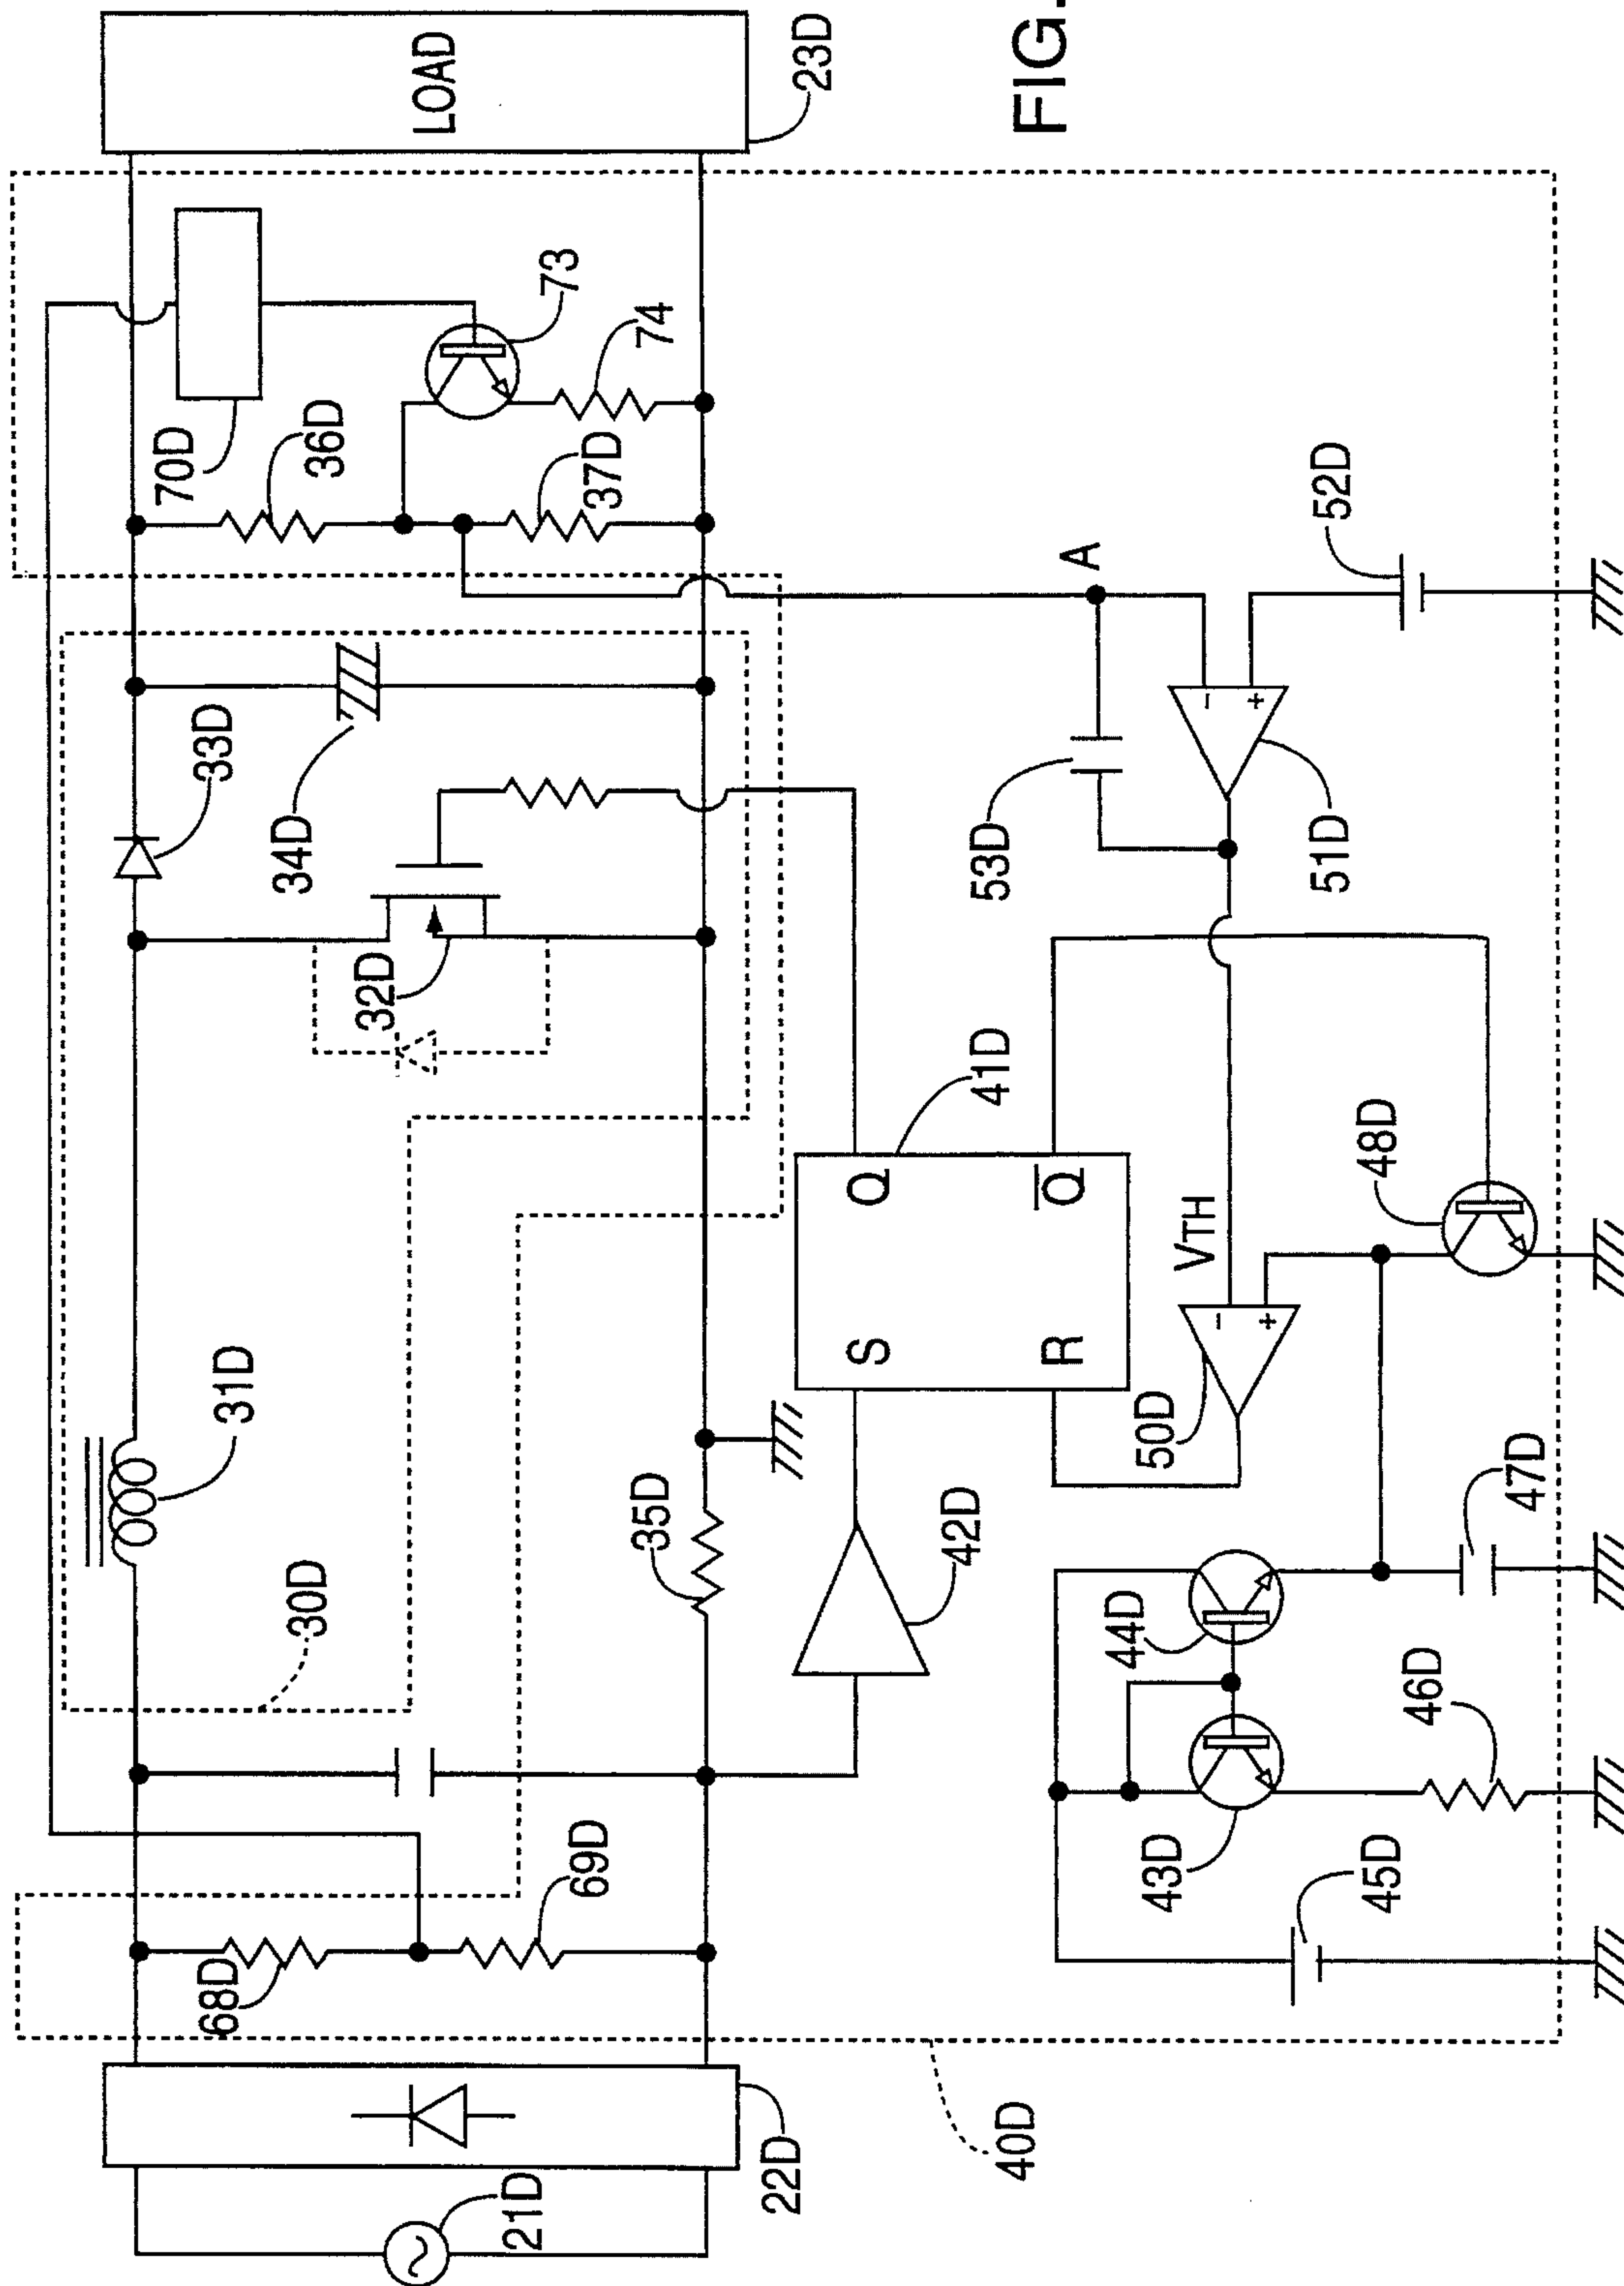 21D
22D
68D
69D
40D
30D
31D
35D
32D
33D
34D
36D
37D
70D
73
74
LOAD
23D
42D
S
Q
R
Q̅
41D
A
53D
-
+
51D
52D
VTH
-
+
50D
48D
45D
43D
44D
46D
47D
FIG.